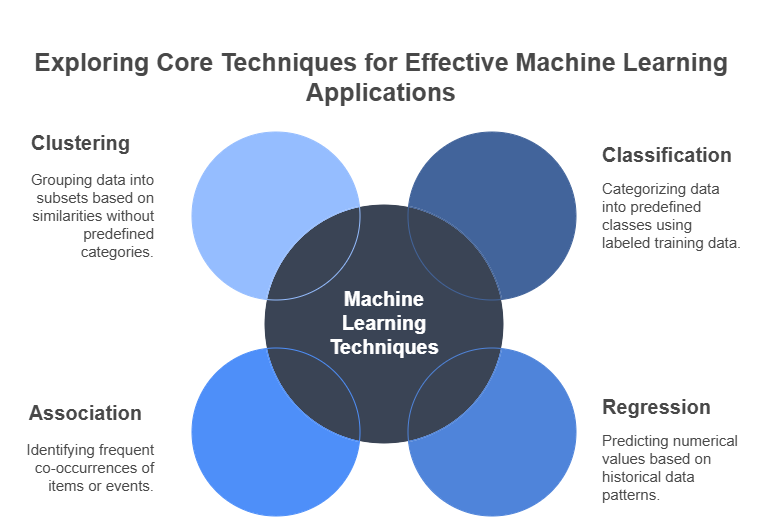 Exploring Core Techniques for Effective Machine Learning
Applications
Clustering
Grouping data into
subsets based on
similarities without
predefined
categories.
Classification
Categorizing data
into predefined
classes using
labeled training data.
Machine
Learning
Techniques
Association
Identifying frequent
co-occurrences of
items or events.
Regression
Predicting numerical
values based on
historical data
patterns.